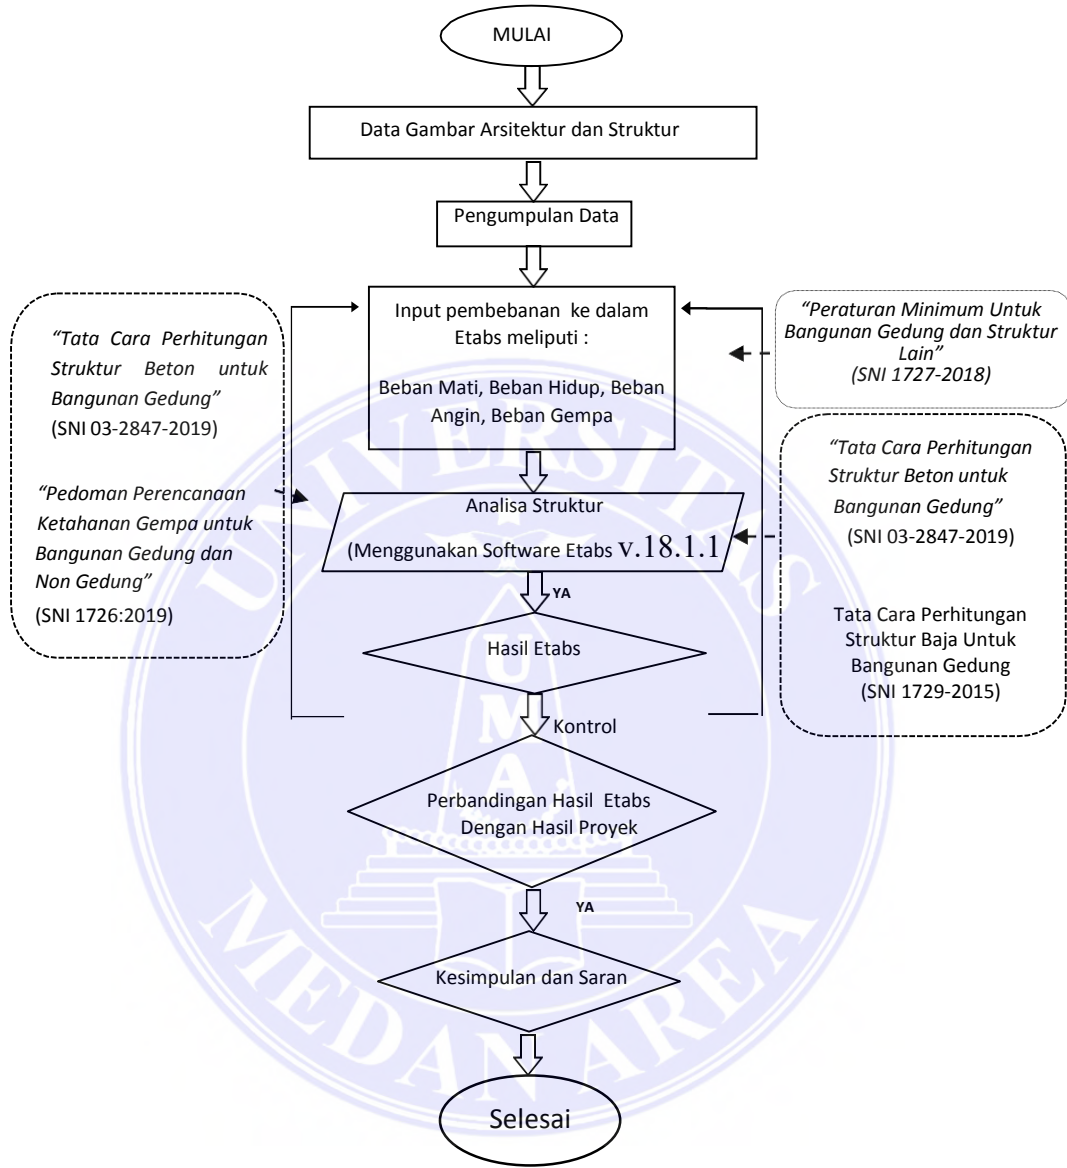 MULAI
Data Gambar Arsitektur dan Struktur
Pengumpulan Data
Input pembebanan ke dalam
Etabs meliputi :
Beban Mati, Beban Hidup, Beban
Angin, Beban Gempa
“Tata Cara Perhitungan
Struktur Beton untuk
Bangunan Gedung”
(SNI 03-2847-2019)
“Pedoman Perencanaan
Ketahanan Gempa untuk
Bangunan Gedung dan
Non Gedung”
(SNI 1726:2019)
“Peraturan Minimum Untuk
Bangunan Gedung dan Struktur
Lain”
(SNI 1727-2018)
“Tata Cara Perhitungan
Struktur Beton untuk
Bangunan Gedung”
(SNI 03-2847-2019)
Tata Cara Perhitungan
Struktur Baja Untuk
Bangunan Gedung
(SNI 1729-2015)
Analisa Struktur
(Menggunakan Software Etabs v.18.1.1
YA
Hasil Etabs
Kontrol
Perbandingan Hasil Etabs
Dengan Hasil Proyek
YA
Kesimpulan dan Saran
Selesai
UNIVERSITAS
UMA
MEDAN AREA